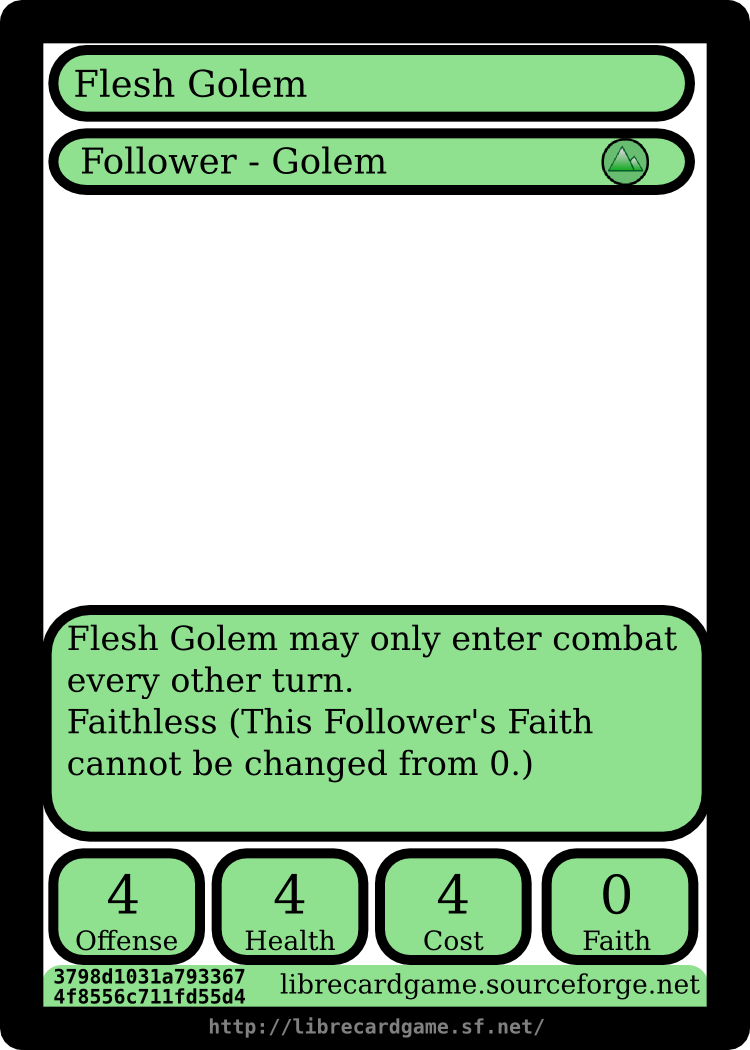 Flesh Golem
Follower - Golem
Flesh Golem may only enter combat
every other turn.
Faithless (This Follower's Faith
cannot be changed from 0.)
4 4 4 0
Offense Health Cost Faith
3798d1031a793367
4f8556c711fd55d4
librecardgame.sourceforge.net
http://librecardgame.sf.net/